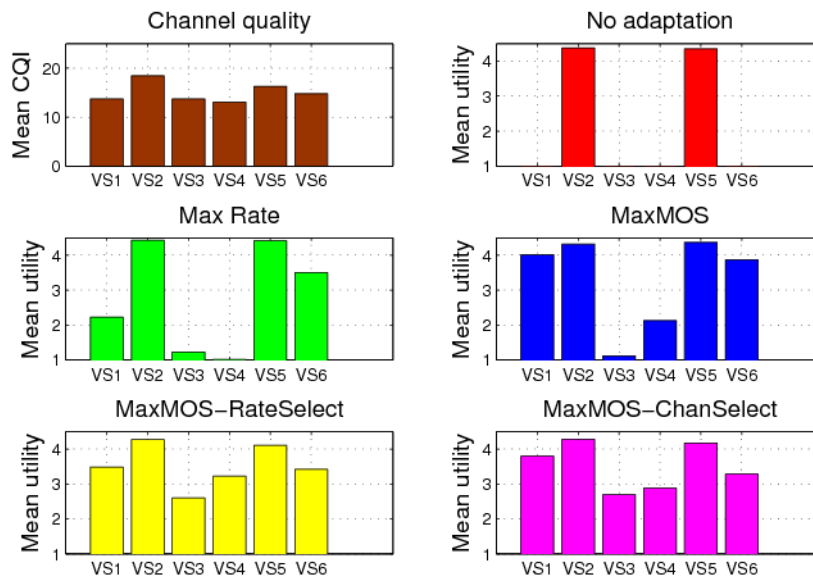 Channel quality
Mean CQI
20
10
0
VS1 VS2 VS3 VS4 VS5 VS6
No adaptation
Mean utility
4
3
2
1
VS1 VS2 VS3 VS4 VS5 VS6
Max Rate
Mean utility
4
3
2
1
VS1 VS2 VS3 VS4 VS5 VS6
MaxMOS
Mean utility
4
3
2
1
VS1 VS2 VS3 VS4 VS5 VS6
MaxMOS-RateSelect
Mean utility
4
3
2
1
VS1 VS2 VS3 VS4 VS5 VS6
MaxMOS-ChanSelect
Mean utility
4
3
2
1
VS1 VS2 VS3 VS4 VS5 VS6